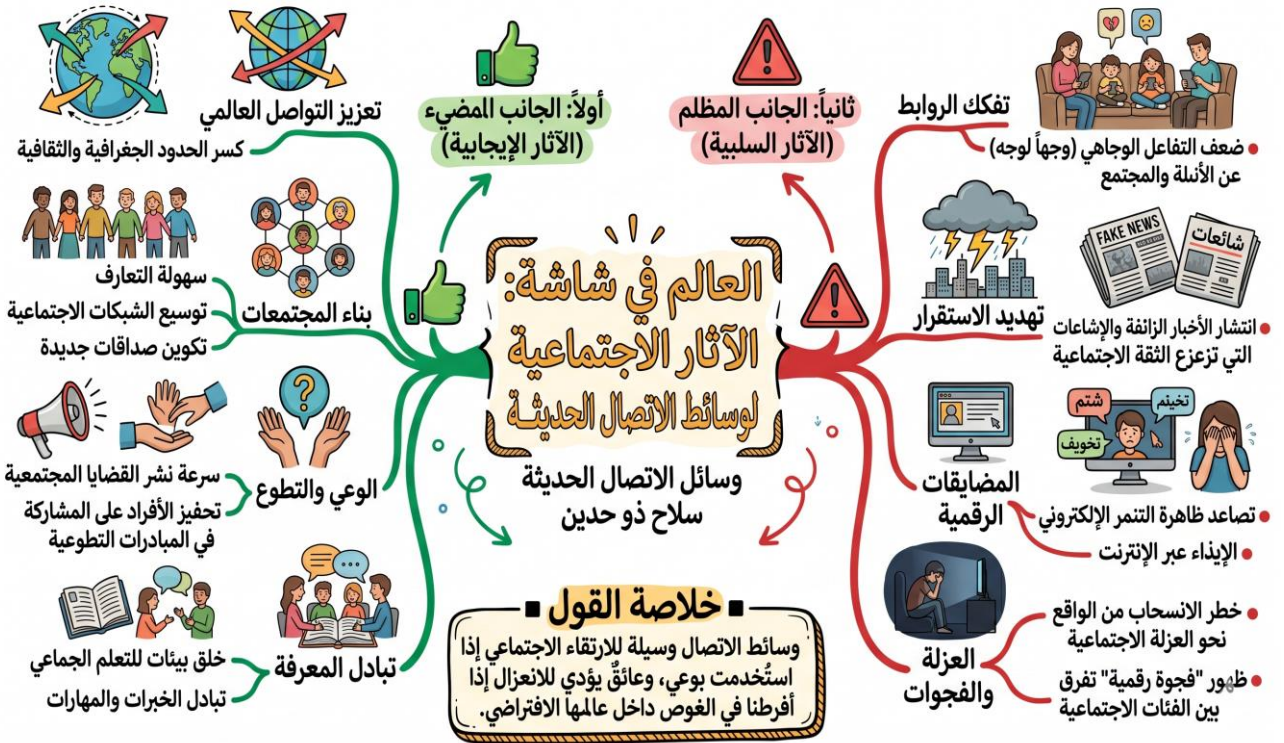 العالم في شاشة:
الآثار الاجتماعية
لوسائط الاتصال الحديثة
وسائل الاتصال الحديثة
سلاح ذو حدين
أولاً: الجانب المضيء
(الآثار الإيجابية)
تعزيز التواصل العالمي
كسر الحدود الجغرافية والثقافية
بناء المجتمعات
سهولة التعارف
توسيع الشبكات الاجتماعية
تكوين صداقات جديدة
الوعي والتطوع
سرعة نشر القضايا المجتمعية
تحفيز الأفراد على المشاركة
في المبادرات التطوعية
تبادل المعرفة
خلق بيئات للتعلم الجماعي
تبادل الخبرات والمهارات
ثانياً: الجانب المظلم
(الآثار السلبية)
تفكك الروابط
ضعف التفاعل الوجاهي (وجهاً لوجه)
عن الأنلة والمجتمع
تهديد الاستقرار
FAKE NEWS
شائعات
انتشار الأخبار الزائفة والإشاعات
التي تزعزع الثقة الاجتماعية
المضايقات
الرقمية
شتم
تخينم
تخويف
تصاعد ظاهرة التنمر الإلكتروني
الإيذاء عبر الإنترنت
العزلة
والفجوات
خطر الانسحاب من الواقع
نحو العزلة الاجتماعية
ظهور "فجوة رقمية" تفرق
بين الفئات الاجتماعية
خلاصة القول
وسائط الاتصال وسيلة للارتقاء الاجتماعي إذا
استُخدمت بوعي، وعائقٌ يؤدي للانعزال إذا
أفرطنا في الغوص داخل عالمها الافتراضي.